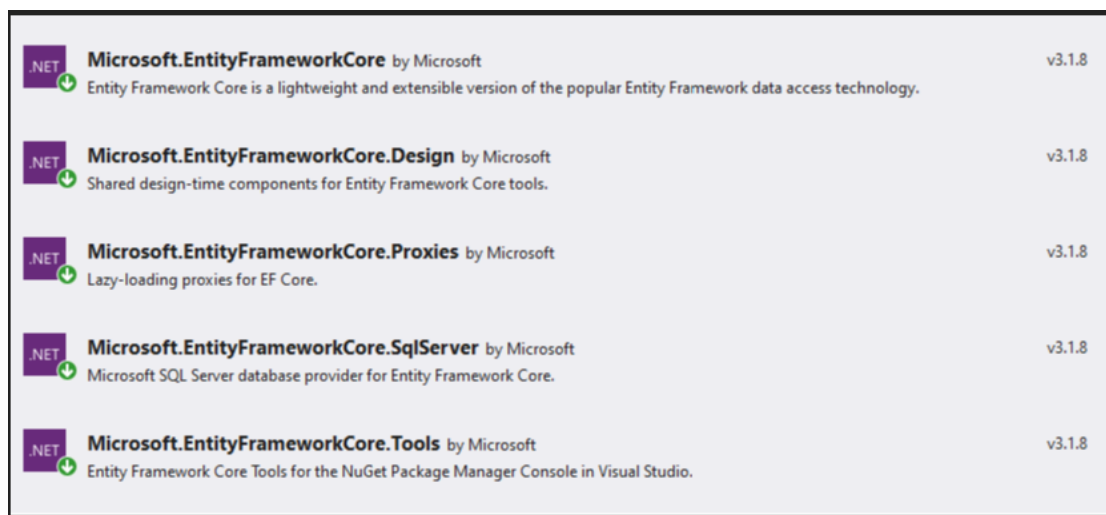 .NET
Microsoft.EntityFrameworkCore by Microsoft v3.1.8
Entity Framework Core is a lightweight and extensible version of the popular Entity Framework data access technology.
.NET
Microsoft.EntityFrameworkCore.Design by Microsoft v3.1.8
Shared design-time components for Entity Framework Core tools.
.NET
Microsoft.EntityFrameworkCore.Proxies by Microsoft v3.1.8
Lazy-loading proxies for EF Core.
.NET
Microsoft.EntityFrameworkCore.SqlServer by Microsoft v3.1.8
Microsoft SQL Server database provider for Entity Framework Core.
.NET
Microsoft.EntityFrameworkCore.Tools by Microsoft v3.1.8
Entity Framework Core Tools for the NuGet Package Manager Console in Visual Studio.